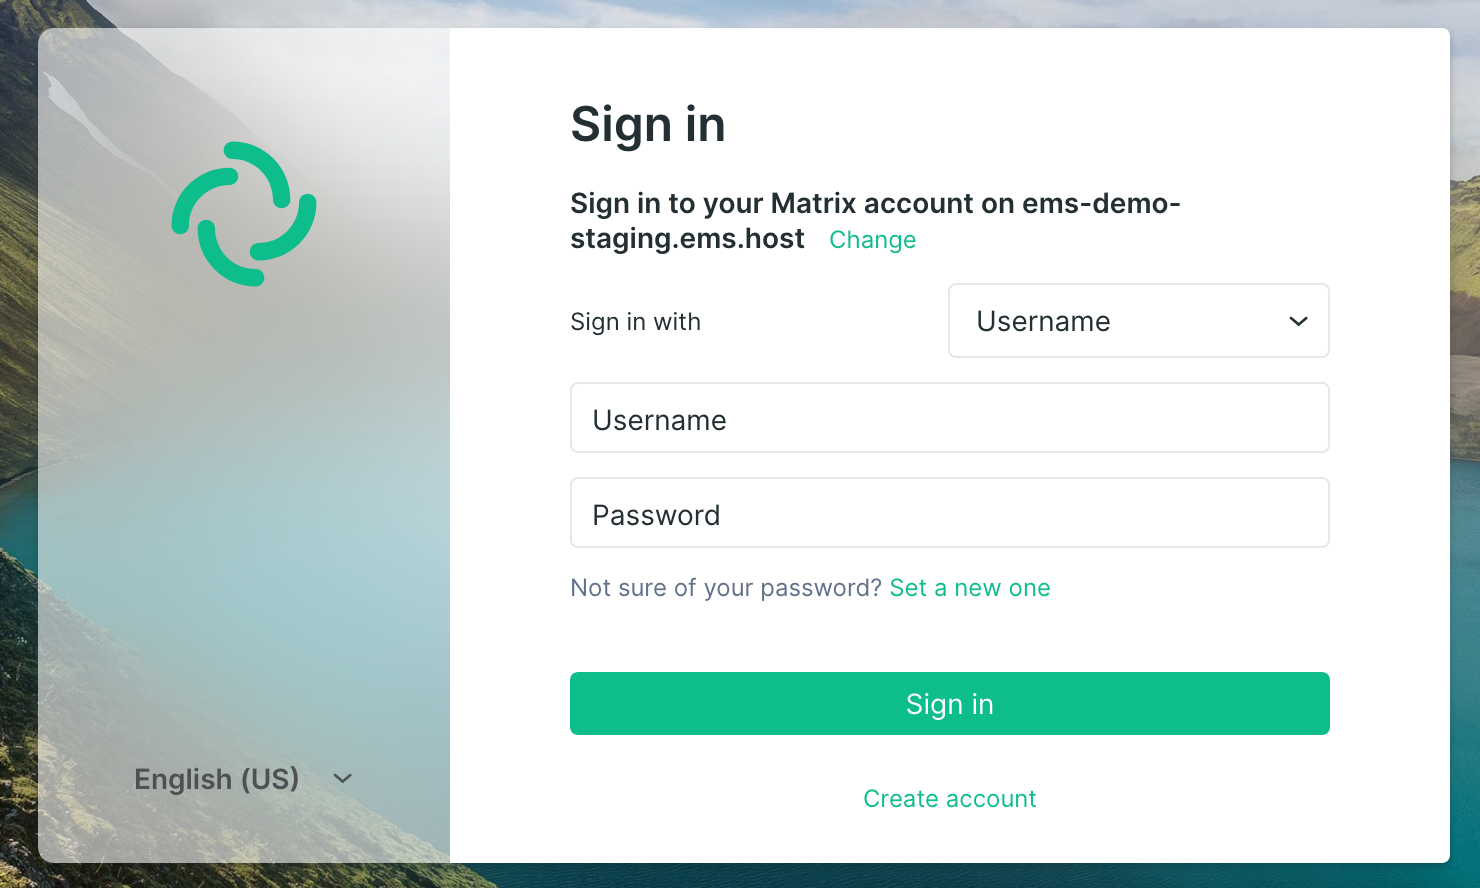 Sign in
Sign in to your Matrix account on ems-demo-
staging.ems.host Change
Sign in with Username
Username
Password
Not sure of your password? Set a new one
Sign in
English (US)
Create account